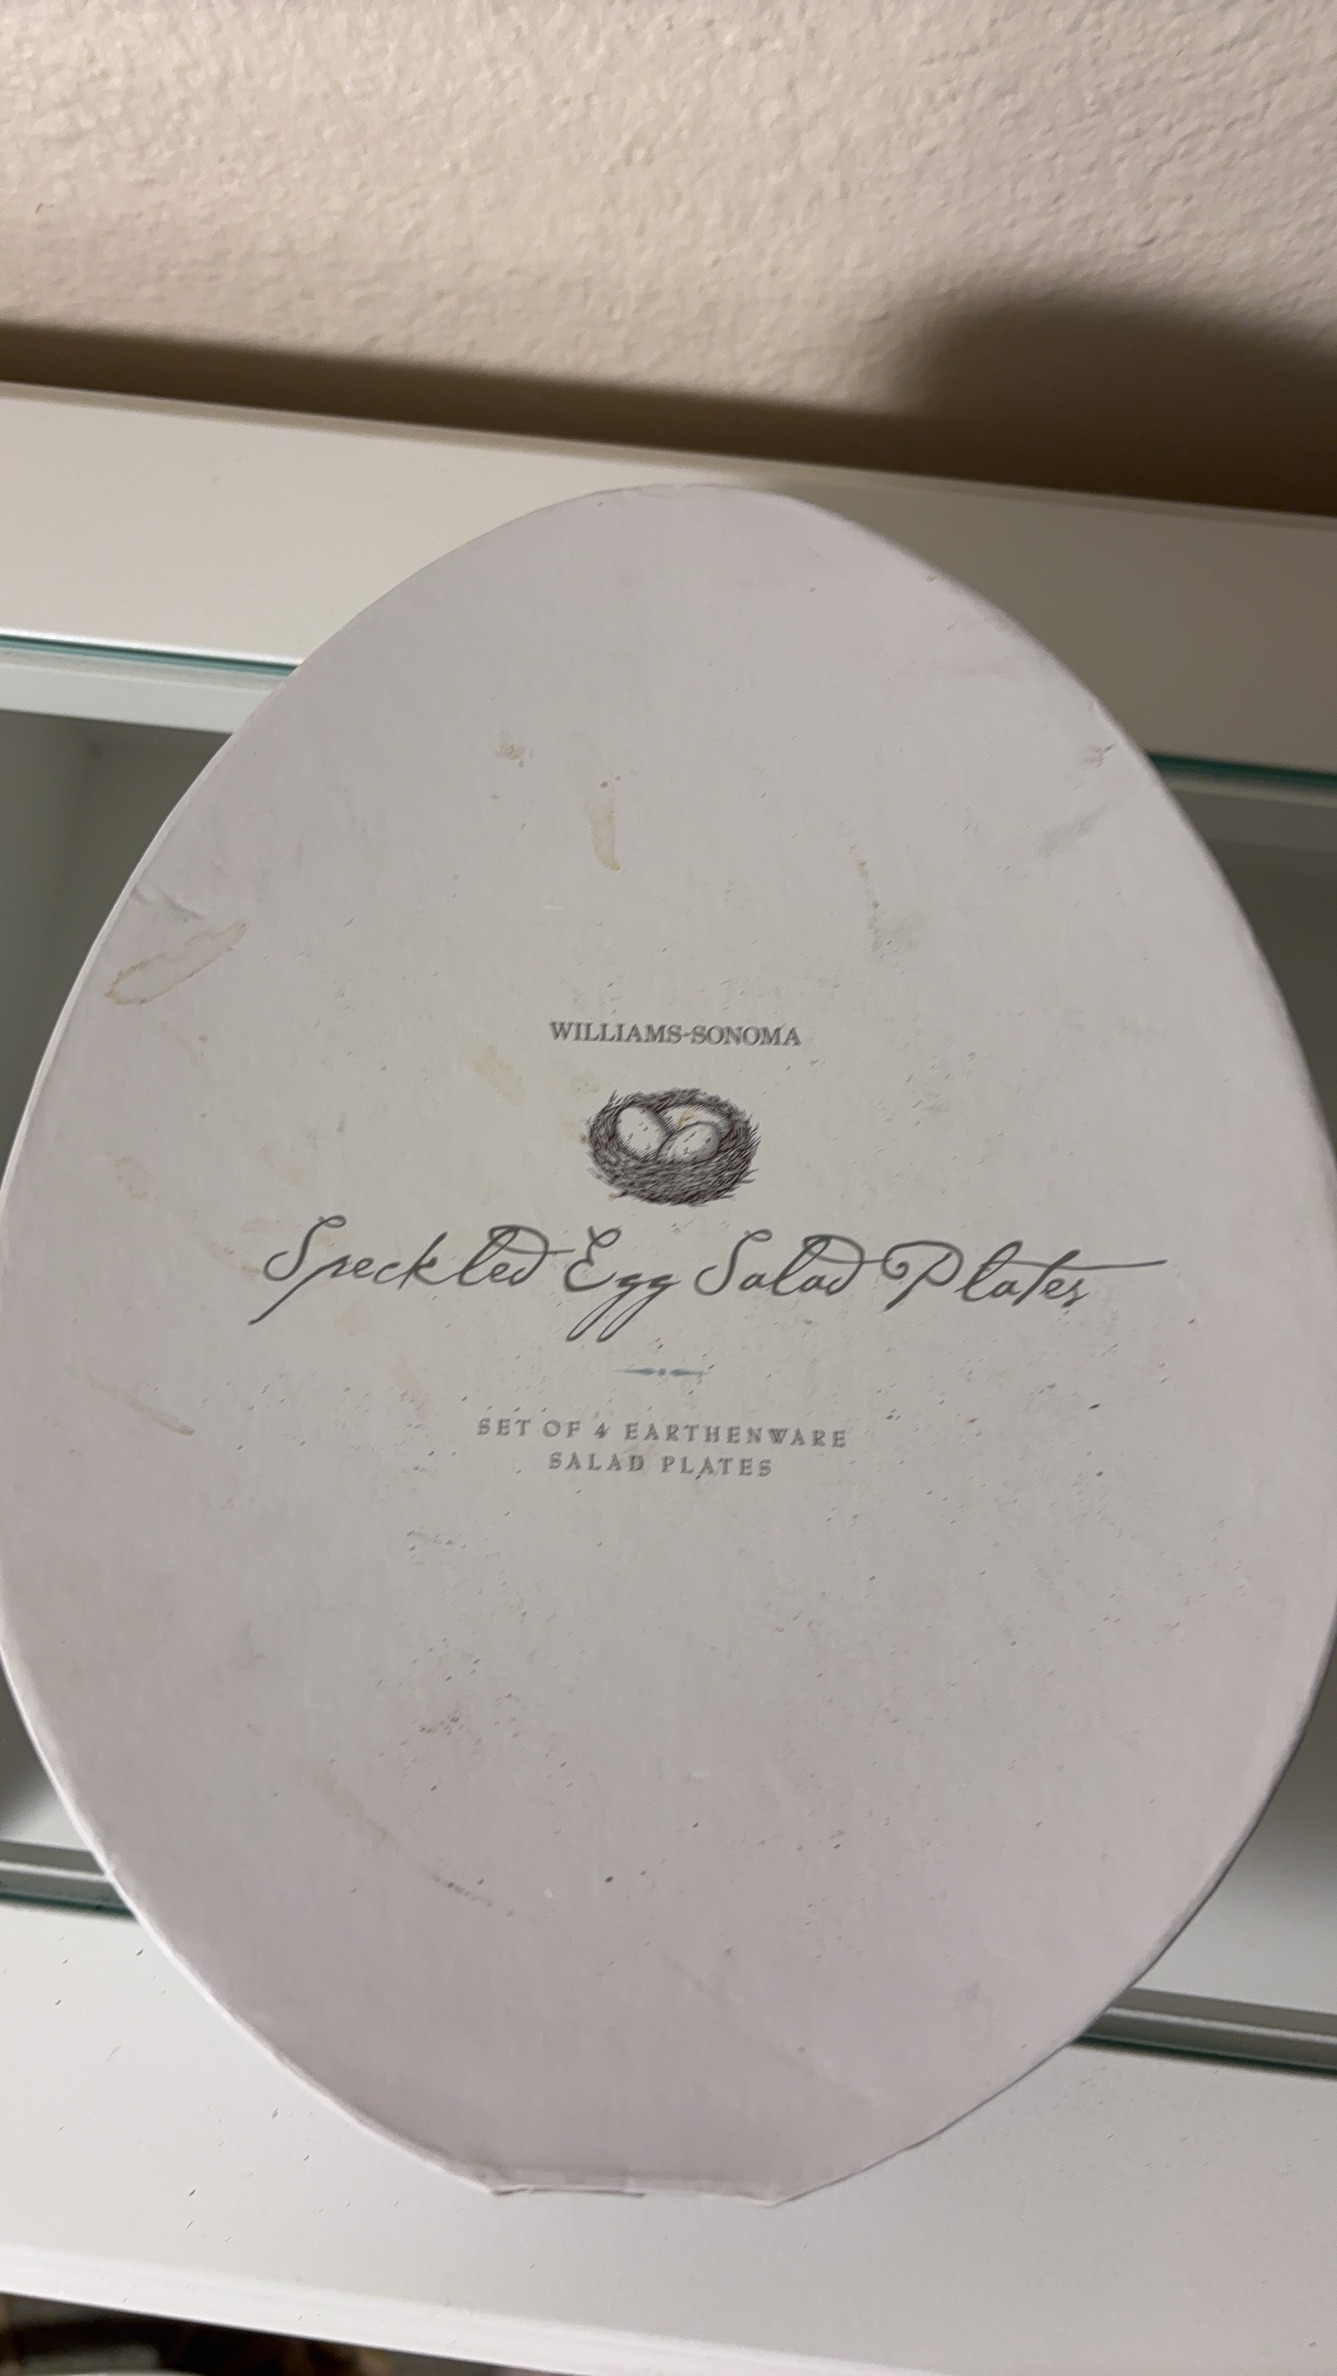 WILLIAMS-SONOMA
Speckled Egg Salad Plates
SET OF 4 EARTHENWARE
SALAD PLATES